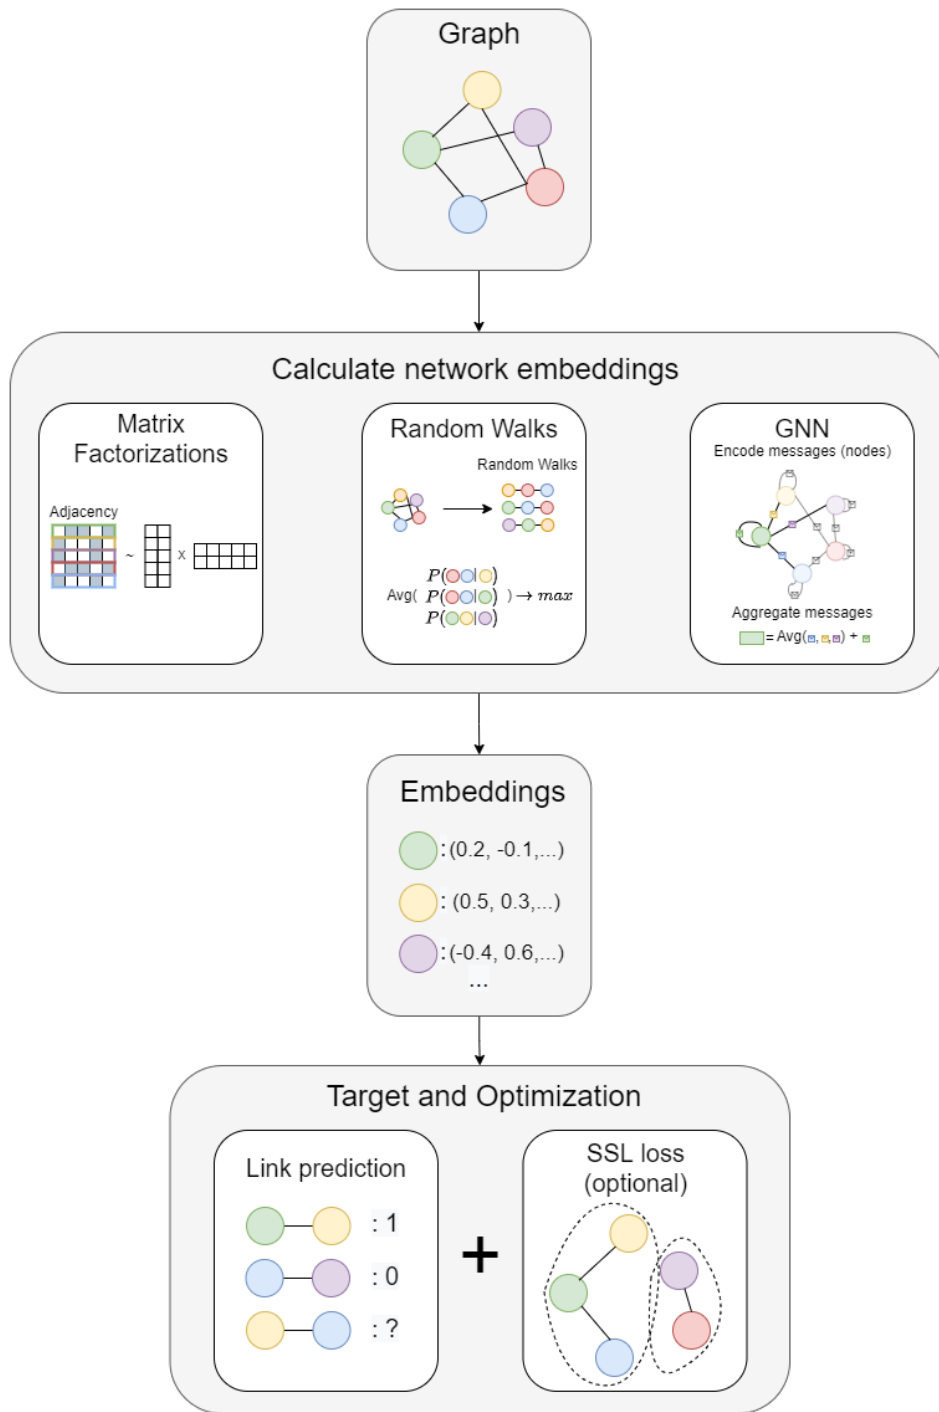 Graph
Calculate network embeddings
Matrix
Factorizations
Adjacency
~
x
Random Walks
Random Walks
P( | )
Avg( P( | ) ) → max
P( | )
GNN
Encode messages (nodes)
Aggregate messages
= Avg( , , ) +
Embeddings
: (0.2, -0.1,...)
: (0.5, 0.3,...)
: (-0.4, 0.6,...)
...
Target and Optimization
Link prediction
: 1
: 0
: ?
+
SSL loss
(optional)